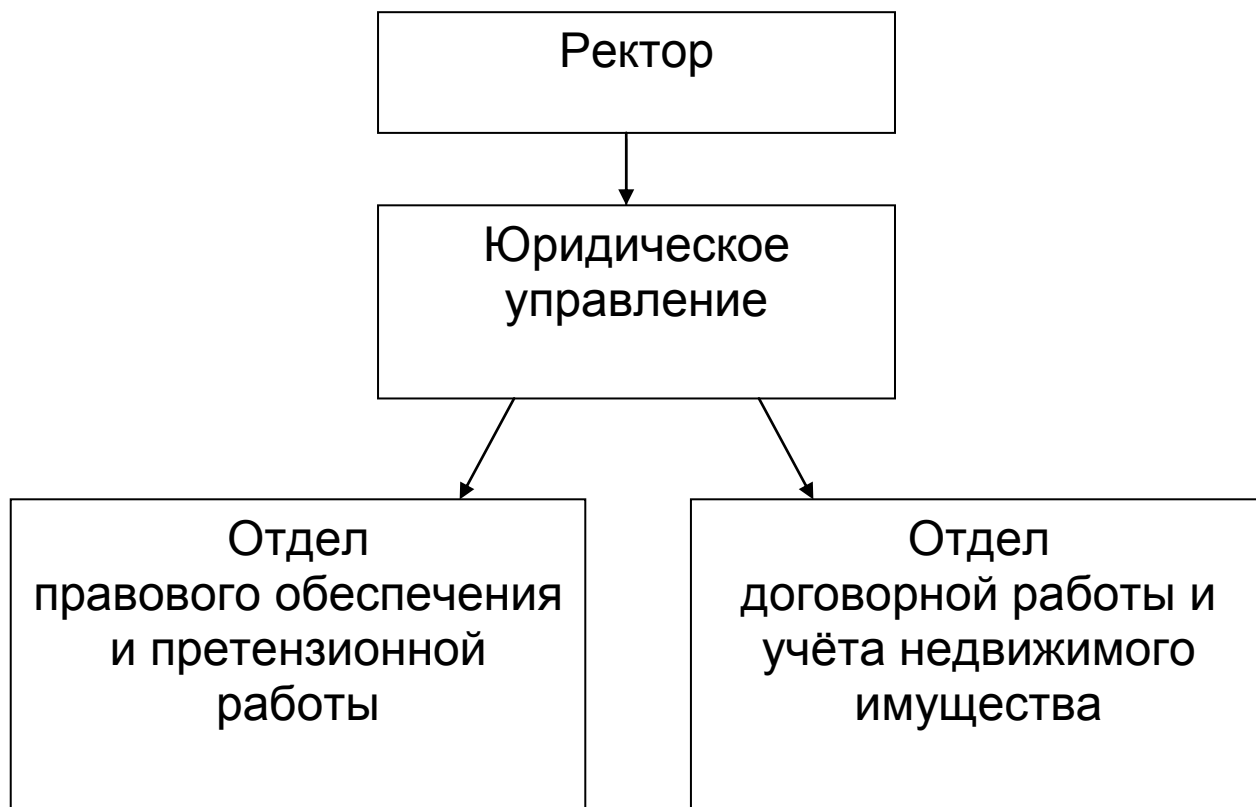 Ректор
Юридическое
управление
Отдел
правового обеспечения
и претензионной
работы
Отдел
договорной работы и
учёта недвижимого
имущества